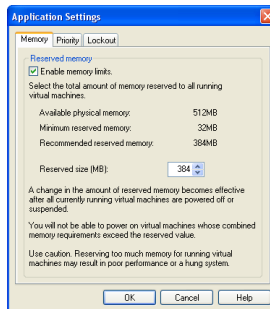 Application Settings
Memory Priority Lockout
Reserved memory
Enable memory limits.
Select the total amount of memory reserved to all running
virtual machines.
Available physical memory: 512MB
Minimum reserved memory: 32MB
Recommended reserved memory: 384MB
Reserved size (MB): 384
A change in the amount of reserved memory becomes effective
after all currently running virtual machines are powered off or
suspended.
You will not be able to power on virtual machines whose combined
memory requirements exceed the reserved value.
Use caution. Reserving too much memory for running virtual
machines may result in poor performance or a hung system.
OK Cancel Help